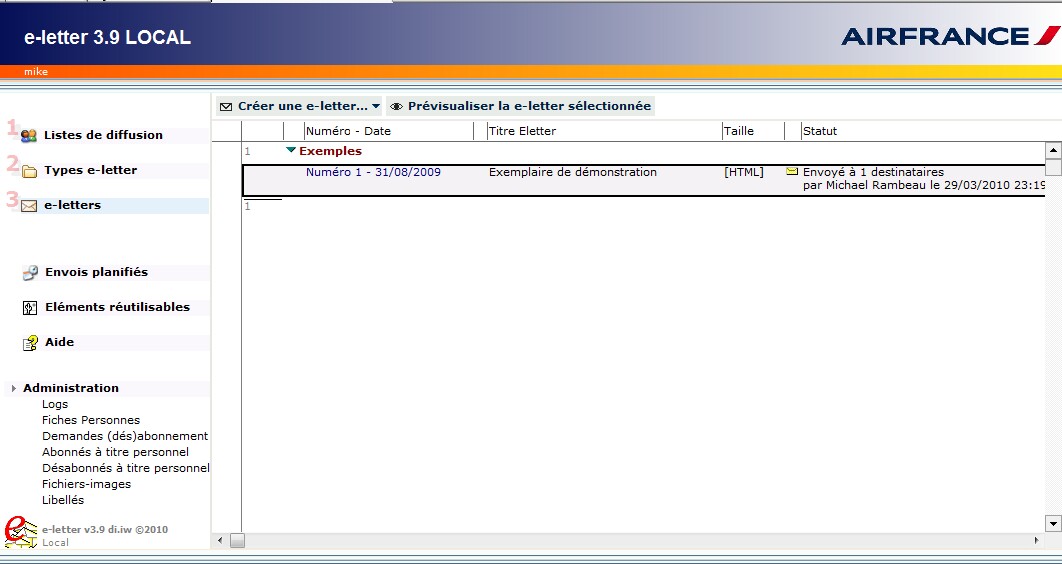 e-letter 3.9 LOCAL
AIRFRANCE
mike
Créer une e-letter... Prévisualiser la e-letter sélectionnée
1 Listes de diffusion
2 Types e-letter
3 e-letters
Envois planifiés
Eléments réutilisables
Aide
Administration
Logs
Fiches Personnes
Demandes (dés)abonnement
Abonnés à titre personnel
Désabonnés à titre personnel
Fichiers-images
Libellés
e-letter v3.9 di.iw ©2010
Local
Numéro - Date Titre Eletter Taille Statut
1 Exemples
Numéro 1 - 31/08/2009 Exemplaire de démonstration [HTML] Envoyé à 1 destinataires
par Michael Rambeau le 29/03/2010 23:19
1